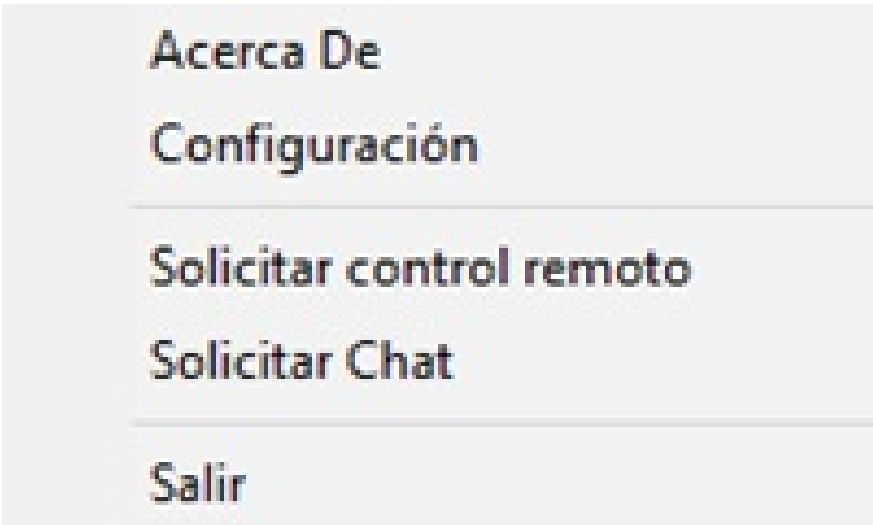 Acerca De
Configuración
Solicitar control remoto
Solicitar Chat
Salir